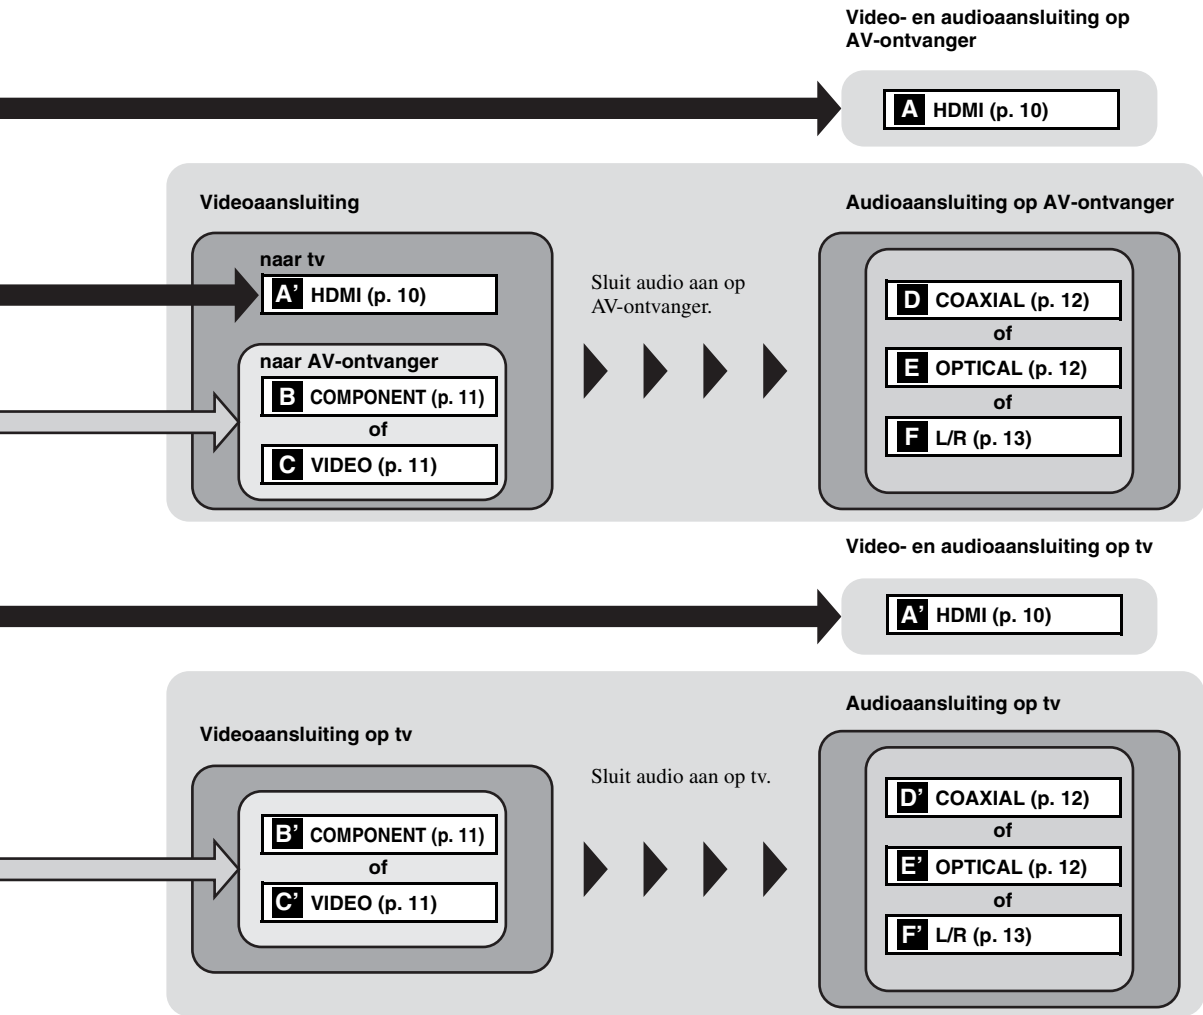 Video- en audioaansluiting op
AV-ontvanger
A HDMI (p. 10)
Videoaansluiting
naar tv
A' HDMI (p. 10)
naar AV-ontvanger
B COMPONENT (p. 11)
of
C VIDEO (p. 11)
Sluit audio aan op
AV-ontvanger.
Audioaansluiting op AV-ontvanger
D COAXIAL (p. 12)
of
E OPTICAL (p. 12)
of
F L/R (p. 13)
Video- en audioaansluiting op tv
A' HDMI (p. 10)
Videoaansluiting op tv
B' COMPONENT (p. 11)
of
C' VIDEO (p. 11)
Sluit audio aan op tv.
Audioaansluiting op tv
D' COAXIAL (p. 12)
of
E' OPTICAL (p. 12)
of
F' L/R (p. 13)